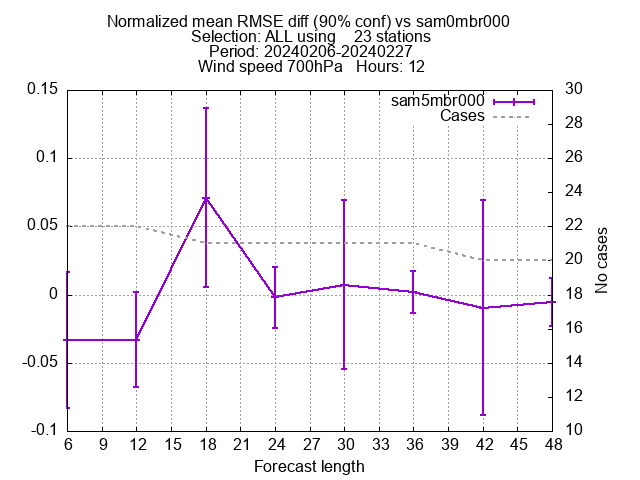 Normalized mean RMSE diff (90% conf) vs sam0mbr000
Selection: ALL using    23 stations
Period: 20240206-20240227
Wind speed 700hPa   Hours: 12
sam5mbr000
Cases
0.15
0.1
0.05
0
-0.05
-0.1
30
28
26
24
22
20
18
16
14
12
10
No cases
6 9 12 15 18 21 24 27 30 33 36 39 42 45 48
Forecast length